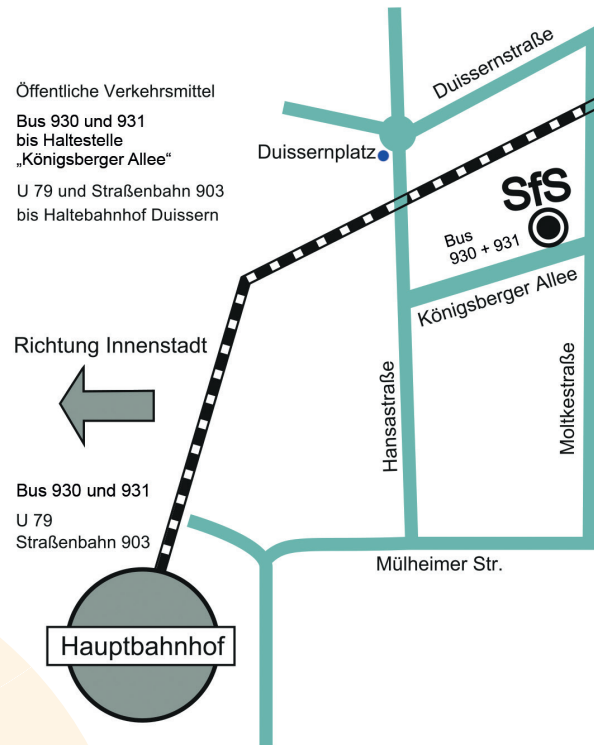 Öffentliche Verkehrsmittel
Bus 930 und 931
bis Haltestelle
„Königsberger Allee“
U 79 und Straßenbahn 903
bis Haltebahnhof Duissern
Duissernstraße
Duissernplatz
SfS
Bus
930 + 931
Königsberger Allee
Richtung Innenstadt
Hansastraße
Moltkestraße
Bus 930 und 931
U 79
Straßenbahn 903
Mülheimer Str.
Hauptbahnhof